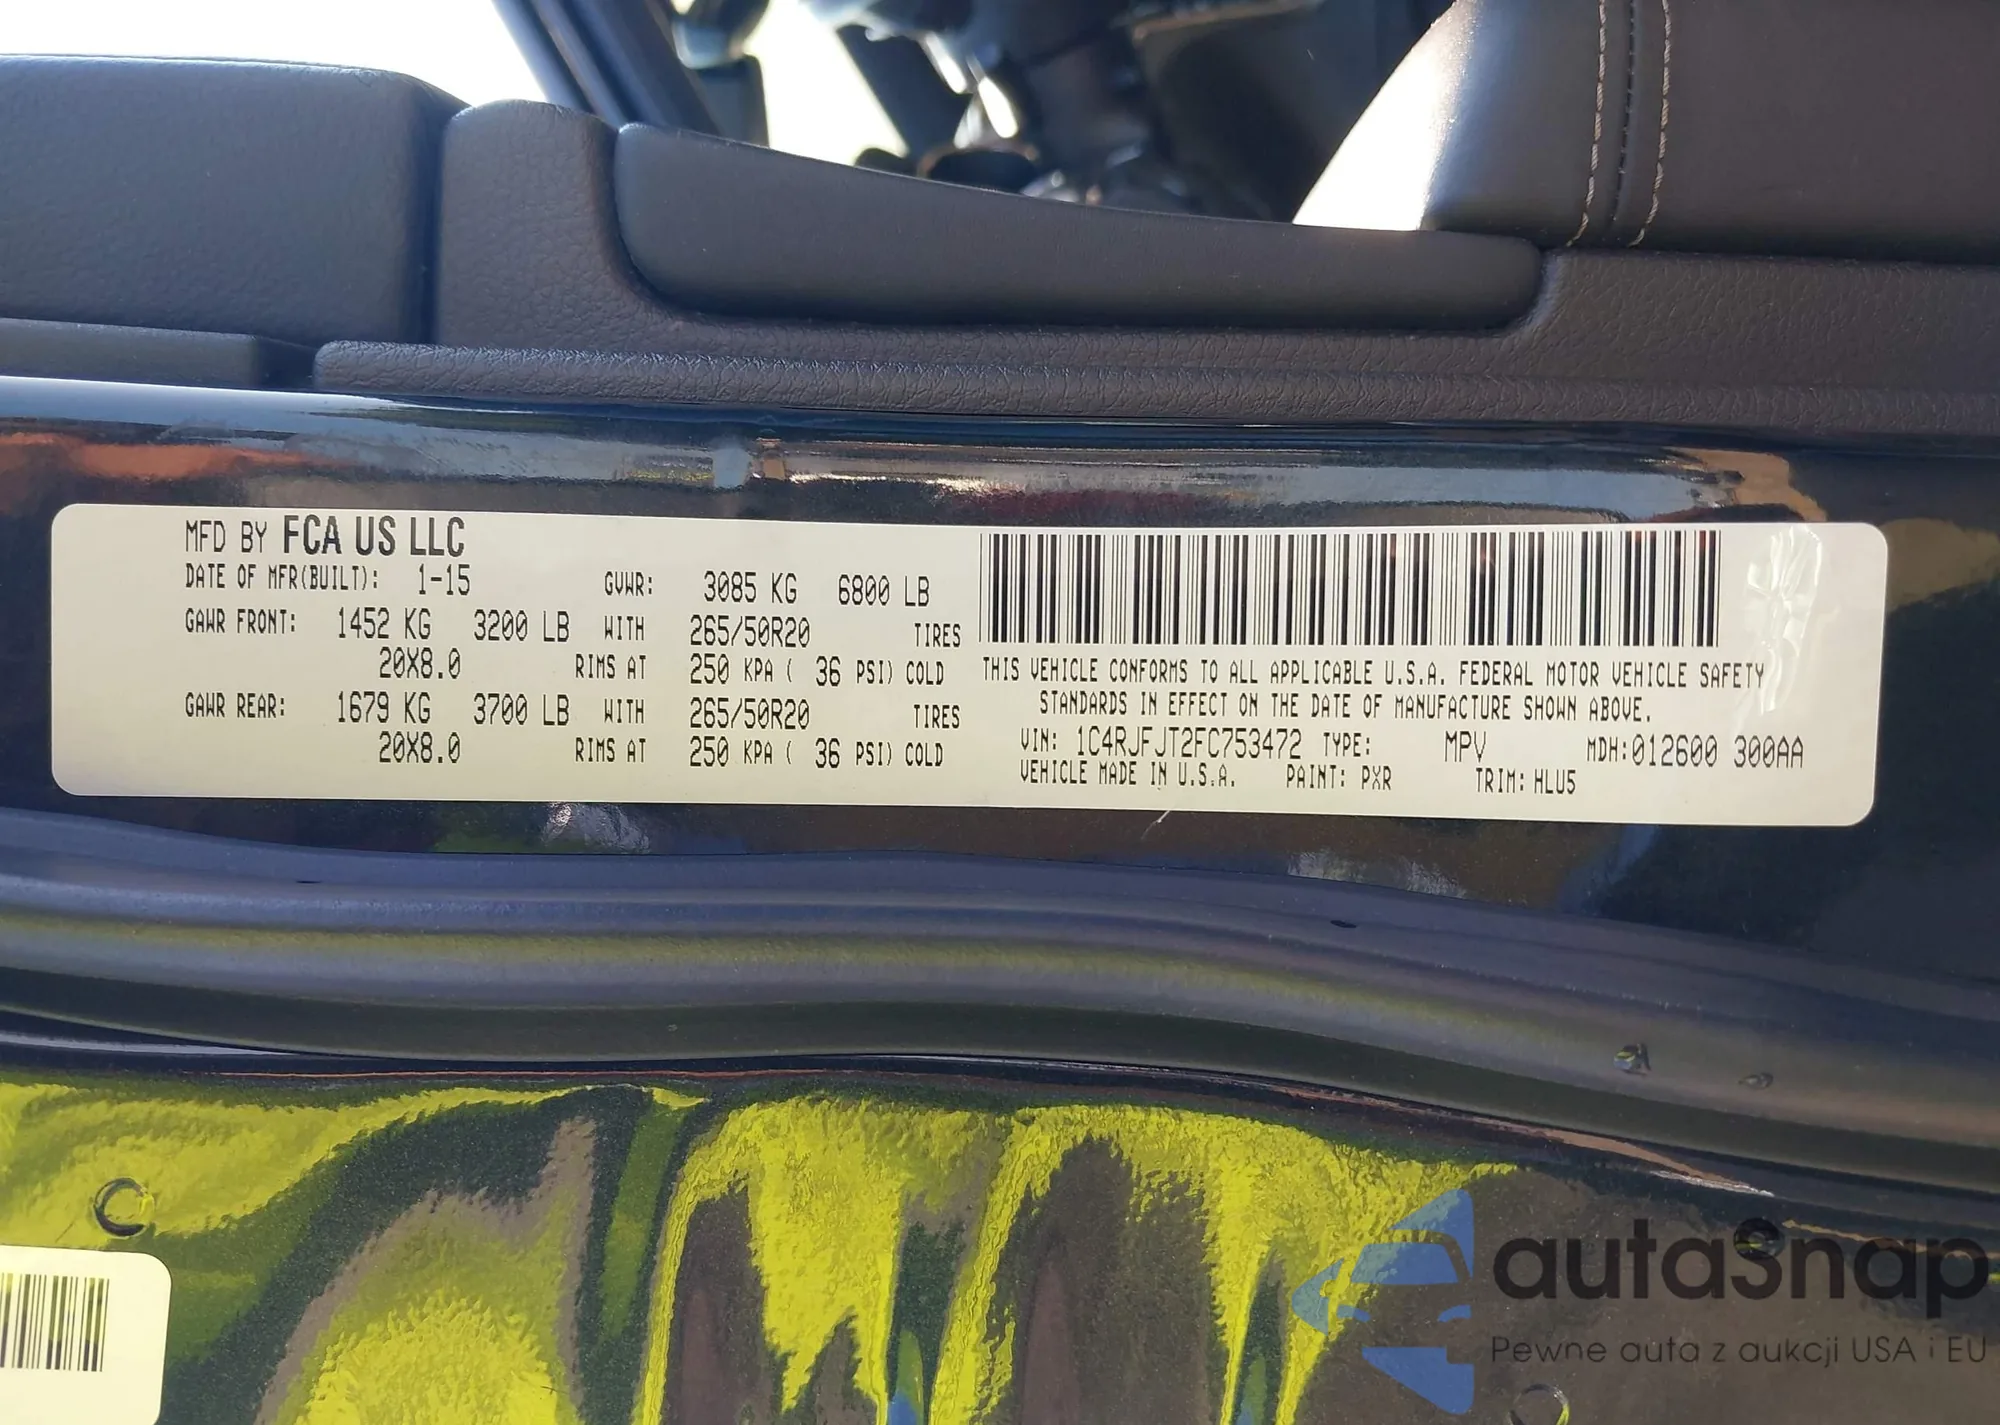 MFD BY FCA US LLC
DATE OF MFR(BUILT): 1-15 GVWR: 3085 KG 6800 LB
GAWR FRONT: 1452 KG 3200 LB WITH 265/50R20 TIRES
20X8.0 RIMS AT 250 KPA ( 36 PSI) COLD
GAWR REAR: 1679 KG 3700 LB WITH 265/50R20 TIRES
20X8.0 RIMS AT 250 KPA ( 36 PSI) COLD
THIS VEHICLE CONFORMS TO ALL APPLICABLE U.S.A. FEDERAL MOTOR VEHICLE SAFETY
STANDARDS IN EFFECT ON THE DATE OF MANUFACTURE SHOWN ABOVE.
VIN: 1C4RJFJT2FC753472 TYPE: MPV MDH:012600 300AA
VEHICLE MADE IN U.S.A. PAINT: PXR TRIM: HLU5
autaSnap
Pewne auta z aukcji USA i EU